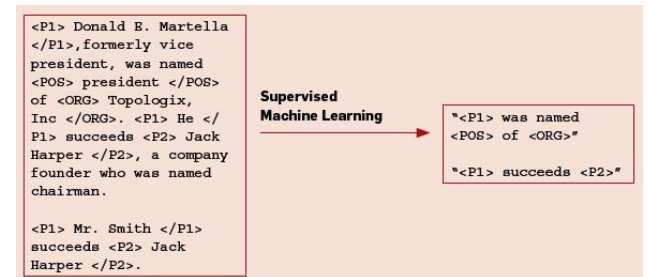 <P1> Donald E. Martella
</P1>,formerly vice
president, was named
<POS> president </POS>
of <ORG> Topologix,
Inc </ORG>. <P1> He </
P1> succeeds <P2> Jack
Harper </P2>, a company
founder who was named
chairman.
<P1> Mr. Smith </P1>
succeeds <P2> Jack
Harper </P2>.
Supervised
Machine Learning
"<P1> was named
<POS> of <ORG>"
"<P1> succeeds <P2>"